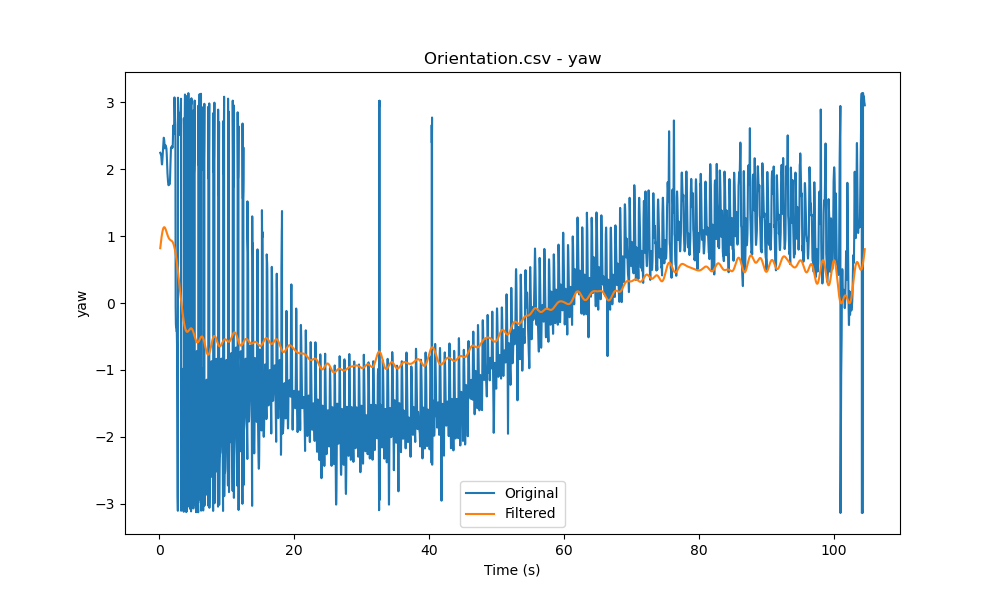 Orientation.csv - yaw
yaw
3
2
1
0
−1
−2
−3
Original
Filtered
0 20 40 60 80 100
Time (s)